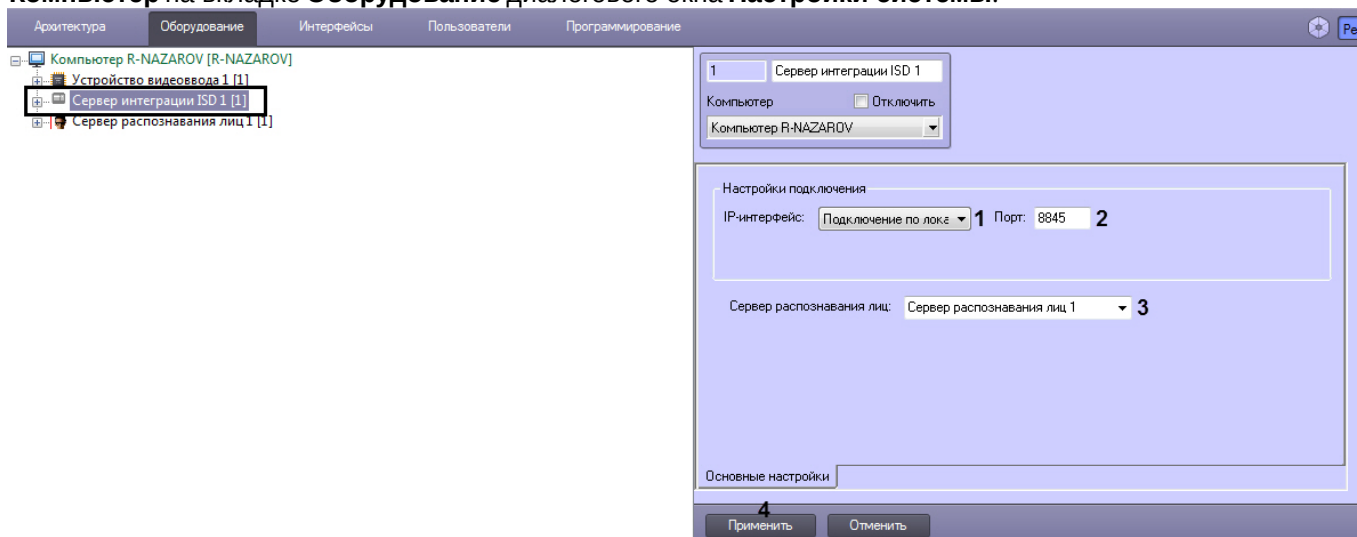 Компьютер на вкладке Оборудование диалогового окна Настройки системы.
Архитектура Оборудование Интерфейсы Пользователи Программирование
Компьютер R-NAZAROV [R-NAZAROV]
Устройство видеоввода 1 [1]
Сервер интеграции ISD 1 [1]
Сервер распознавания лиц 1 [1]
1 Сервер интеграции ISD 1
Компьютер Отключить
Компьютер R-NAZAROV
Настройки подключения
IP-интерфейс: Подключение по лока 1 Порт: 8845 2
Сервер распознавания лиц: Сервер распознавания лиц 1 3
Основные настройки
4
Применить Отменить